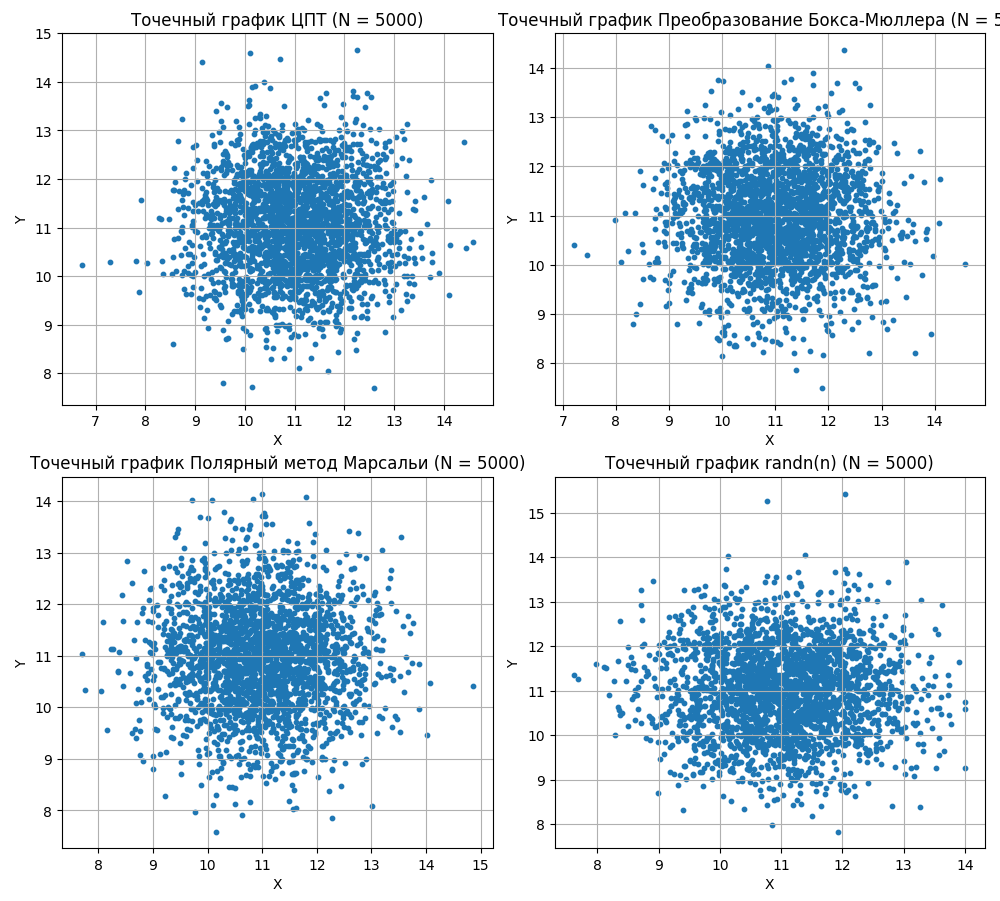 Точечный график ЦПТ (N = 5000)
Y
15
14
13
12
11
10
9
8
7 8 9 10 11 12 13 14
X
Точечный график Преобразование Бокса-Мюллера (N = 5
Y
14
13
12
11
10
9
8
7 8 9 10 11 12 13 14
X
Точечный график Полярный метод Марсальи (N = 5000)
Y
14
13
12
11
10
9
8
8 9 10 11 12 13 14 15
X
Точечный график randn(n) (N = 5000)
Y
15
14
13
12
11
10
9
8
8 9 10 11 12 13 14
X